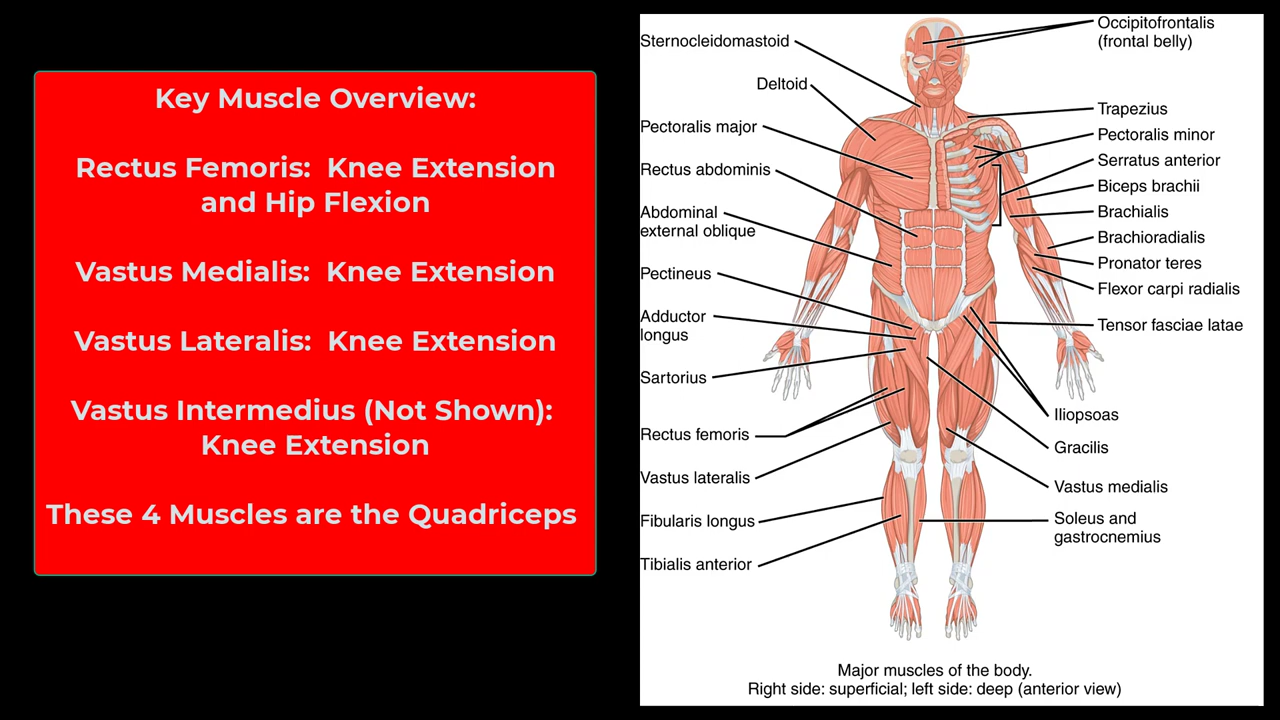 Key Muscle Overview:
Rectus Femoris:  Knee Extension
and Hip Flexion
Vastus Medialis:  Knee Extension
Vastus Lateralis:  Knee Extension
Vastus Intermedius (Not Shown):
Knee Extension
These 4 Muscles are the Quadriceps
Sternocleidomastoid
Deltoid
Pectoralis major
Rectus abdominis
Abdominal
external oblique
Pectineus
Adductor
longus
Sartorius
Rectus femoris
Vastus lateralis
Fibularis longus
Tibialis anterior
Occipitofrontalis
(frontal belly)
Trapezius
Pectoralis minor
Serratus anterior
Biceps brachii
Brachialis
Brachioradialis
Pronator teres
Flexor carpi radialis
Tensor fasciae latae
Iliopsoas
Gracilis
Vastus medialis
Soleus and
gastrocnemius
Major muscles of the body.
Right side: superficial; left side: deep (anterior view)